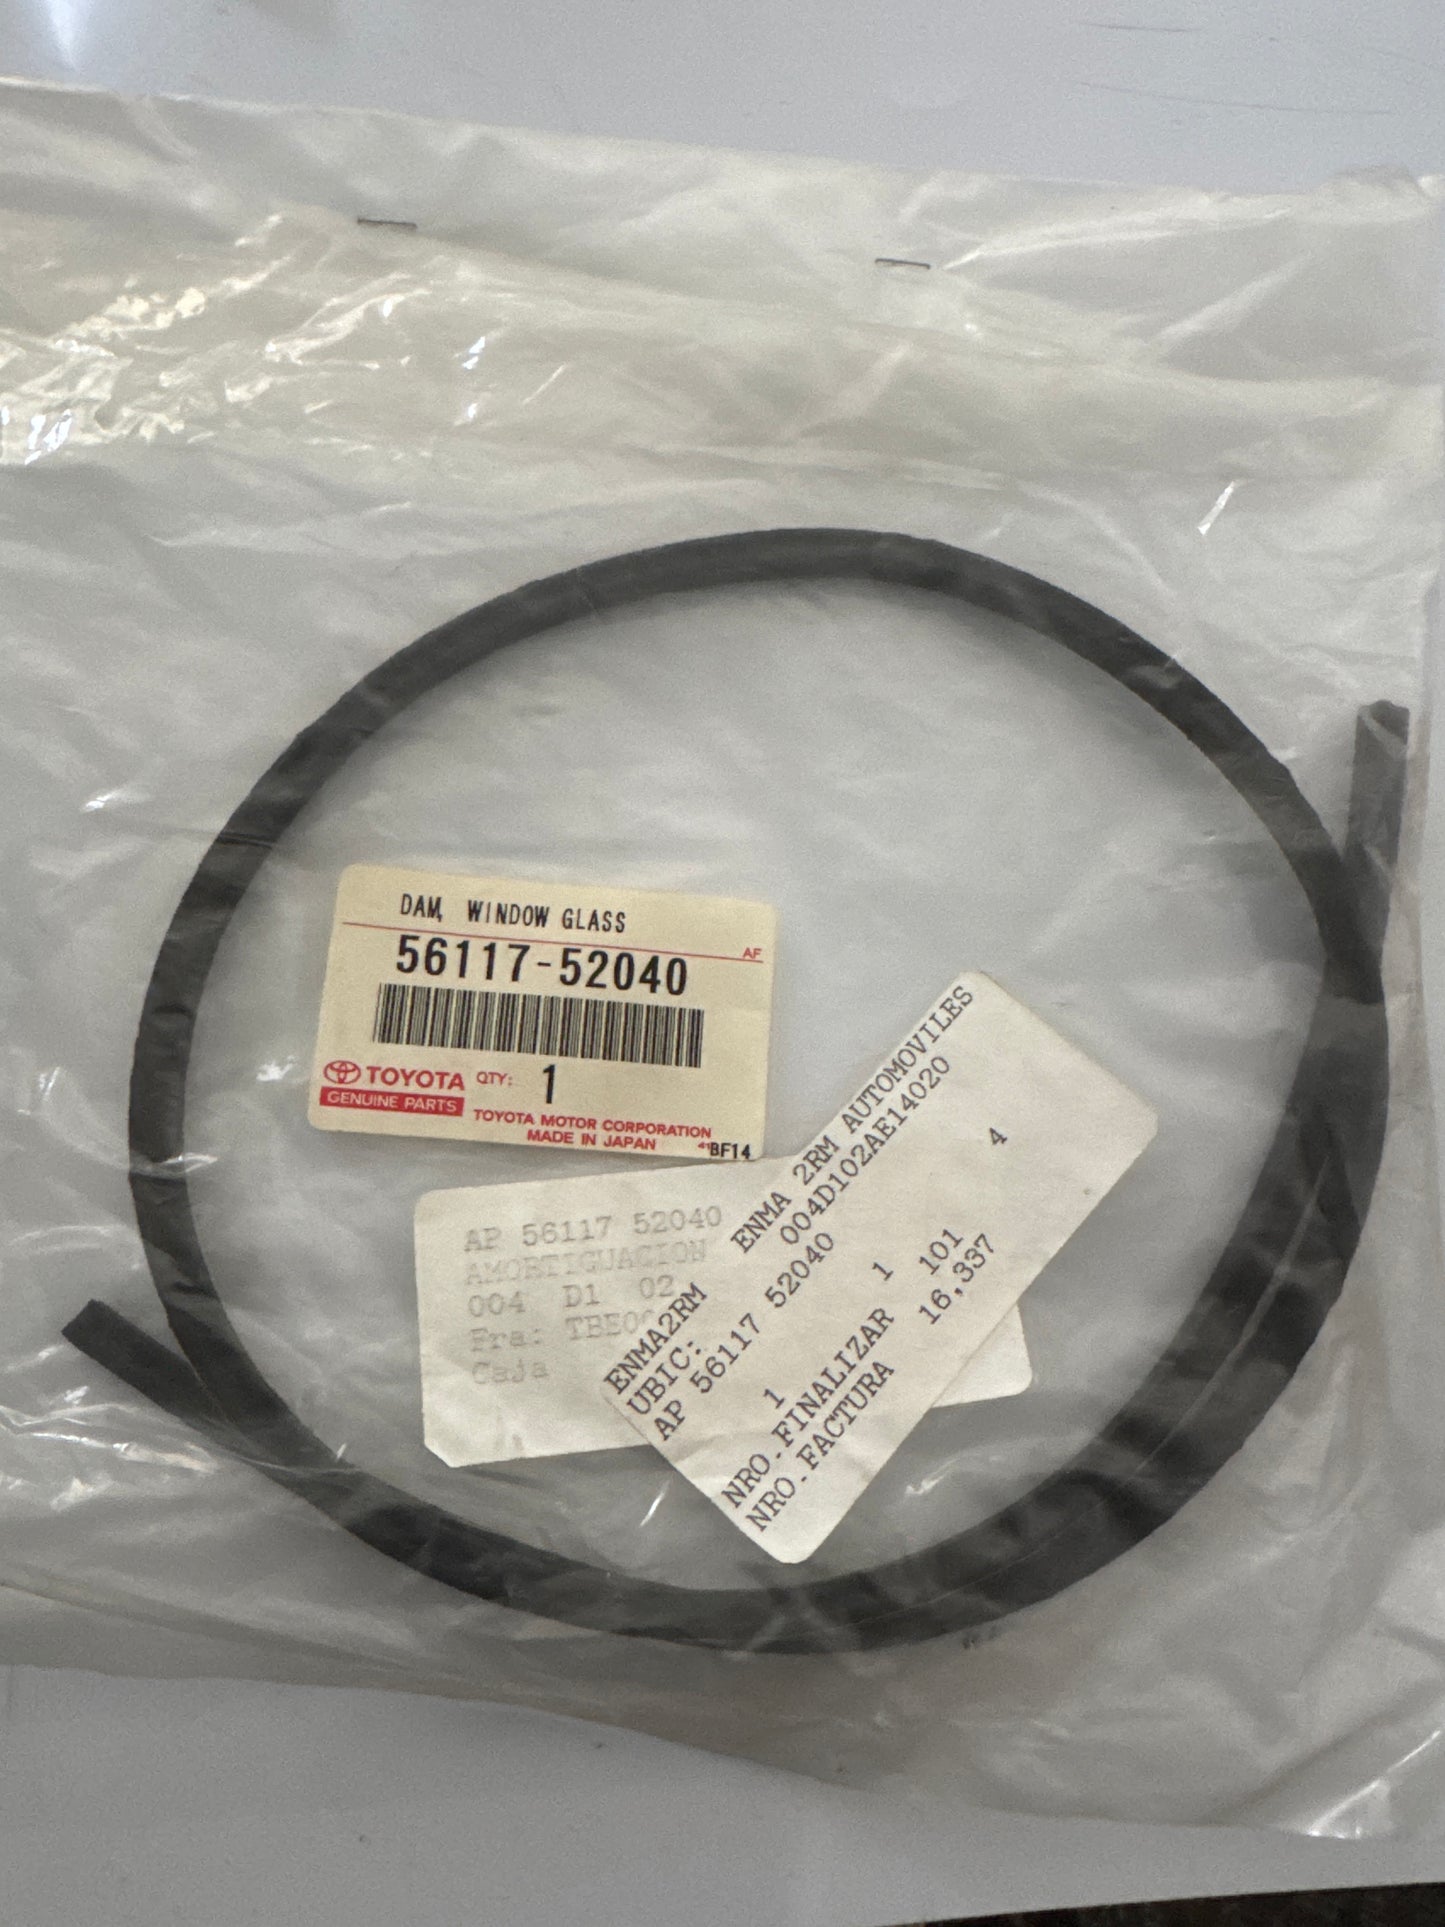 DAM, WINDOW GLASS
AF
56117-52040
TOYOTA QTY: 1
GENUINE PARTS
TOYOTA MOTOR CORPORATION
MADE IN JAPAN BF14
AP 56117 52040
AMORTIGUACION
004 D1 02
Fra:
Caja
ENMA2RM ENMA 2RM AUTOMOVILES
UBIC: 004D102AE14020
AP 56117 52040
1 1 4
NRO.FINALIZAR 101
NRO.FACTURA 16,337